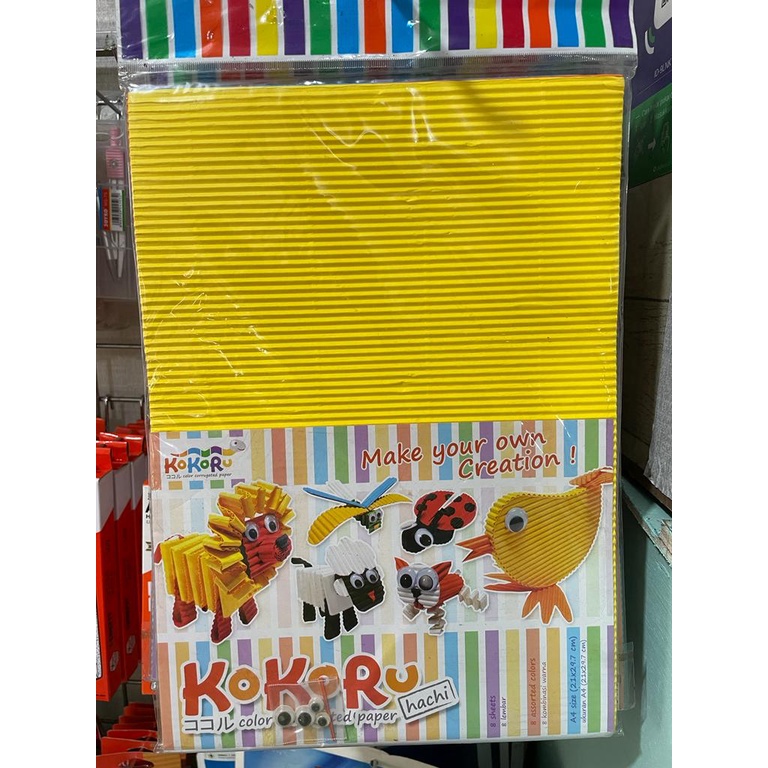 KoKoRu
ココル color corrugated paper
Make your own
Creation !
KoKoRu
hachi
ココル color ted paper
8 sheets
8 lembar
8 assorted colors
8 kombinasi warna
A4 size (21x29.7 cm)
ukuran A4 (21x29.7 cm)